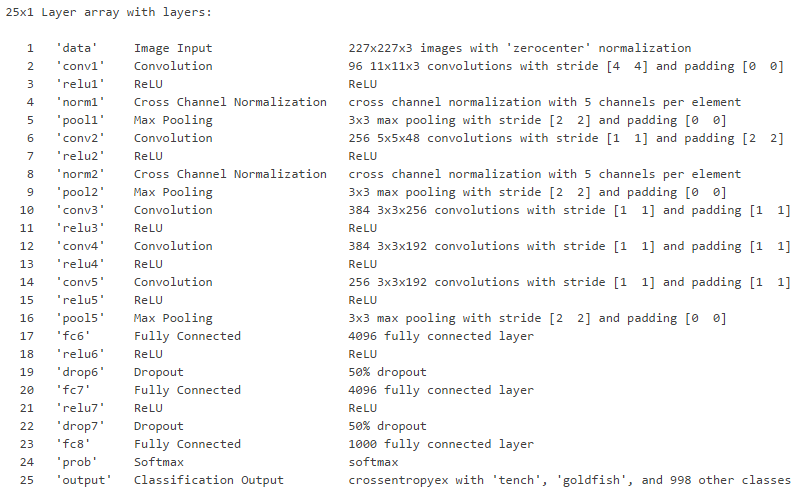 25x1 Layer array with layers:
1 'data' Image Input 227x227x3 images with 'zerocenter' normalization
2 'conv1' Convolution 96 11x11x3 convolutions with stride [4 4] and padding [0 0]
3 'relu1' ReLU ReLU
4 'norm1' Cross Channel Normalization cross channel normalization with 5 channels per element
5 'pool1' Max Pooling 3x3 max pooling with stride [2 2] and padding [0 0]
6 'conv2' Convolution 256 5x5x48 convolutions with stride [1 1] and padding [2 2]
7 'relu2' ReLU ReLU
8 'norm2' Cross Channel Normalization cross channel normalization with 5 channels per element
9 'pool2' Max Pooling 3x3 max pooling with stride [2 2] and padding [0 0]
10 'conv3' Convolution 384 3x3x256 convolutions with stride [1 1] and padding [1 1]
11 'relu3' ReLU ReLU
12 'conv4' Convolution 384 3x3x192 convolutions with stride [1 1] and padding [1 1]
13 'relu4' ReLU ReLU
14 'conv5' Convolution 256 3x3x192 convolutions with stride [1 1] and padding [1 1]
15 'relu5' ReLU ReLU
16 'pool5' Max Pooling 3x3 max pooling with stride [2 2] and padding [0 0]
17 'fc6' Fully Connected 4096 fully connected layer
18 'relu6' ReLU ReLU
19 'drop6' Dropout 50% dropout
20 'fc7' Fully Connected 4096 fully connected layer
21 'relu7' ReLU ReLU
22 'drop7' Dropout 50% dropout
23 'fc8' Fully Connected 1000 fully connected layer
24 'prob' Softmax softmax
25 'output' Classification Output crossentropyex with 'tench', 'goldfish', and 998 other classes